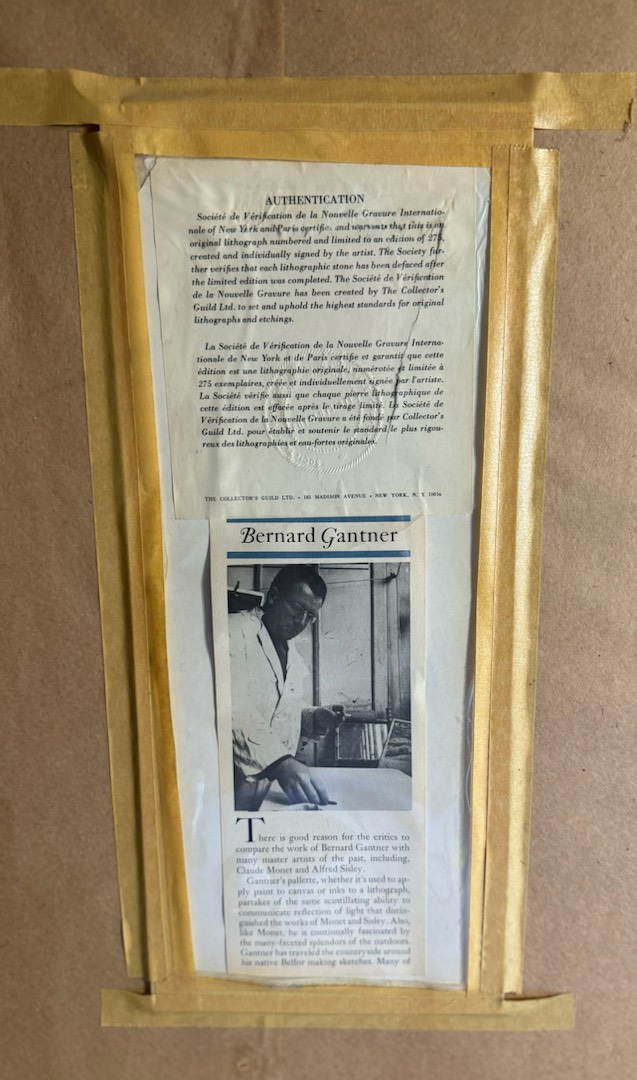 AUTHENTICATION
Société de Vérification de la Nouvelle Gravure Internatio-
nale of New York and Paris certifies and warrants that this is an
original lithograph numbered and limited to an edition of 275,
created and individually signed by the artist. The Society fur-
ther verifies that each lithographic stone has been defaced after
the limited edition was completed. The Société de Vérification
de la Nouvelle Gravure has been created by The Collector's
Guild Ltd. to set and uphold the highest standards for original
lithographs and etchings.
La Société de Vérification de la Nouvelle Gravure Interna-
tionale de New York et de Paris certifie et garantit que cette
édition est une lithographie originale, numérotée et limitée à
275 exemplaires, créée et individuellement signée par l'artiste.
La Société vérifie aussi que chaque pierre lithographique de
cette édition est effacée après le tirage limité. La Société de
Vérification de la Nouvelle Gravure a été fondé par Collector's
Guild Ltd. pour établir et soutenir le standard le plus rigou-
reux des lithographies et eau-fortes originales.
THE COLLECTOR'S GUILD LTD. • 185 MADISON AVENUE • NEW YORK, N. Y. 10016
Bernard Gantner
There is good reason for the critics to
compare the work of Bernard Gantner with
many master artists of the past, including,
Claude Monet and Alfred Sisley.
Gantner's pallette, whether it's used to ap-
ply paint to canvas or inks to a lithograph,
partakes of the same scintillating ability to
communicate reflection of light that distin-
guished the works of Monet and Sisley. Also,
like Monet, he is continually fascinated by
the many-faceted splendors of the outdoors.
Gantner has traveled the countryside around
his native Belfor making sketches. Many of